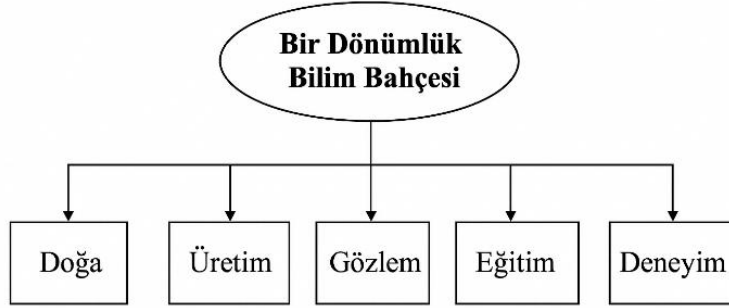 Bir Dönümlük
Bilim Bahçesi
Doğa
Üretim
Gözlem
Eğitim
Deneyim